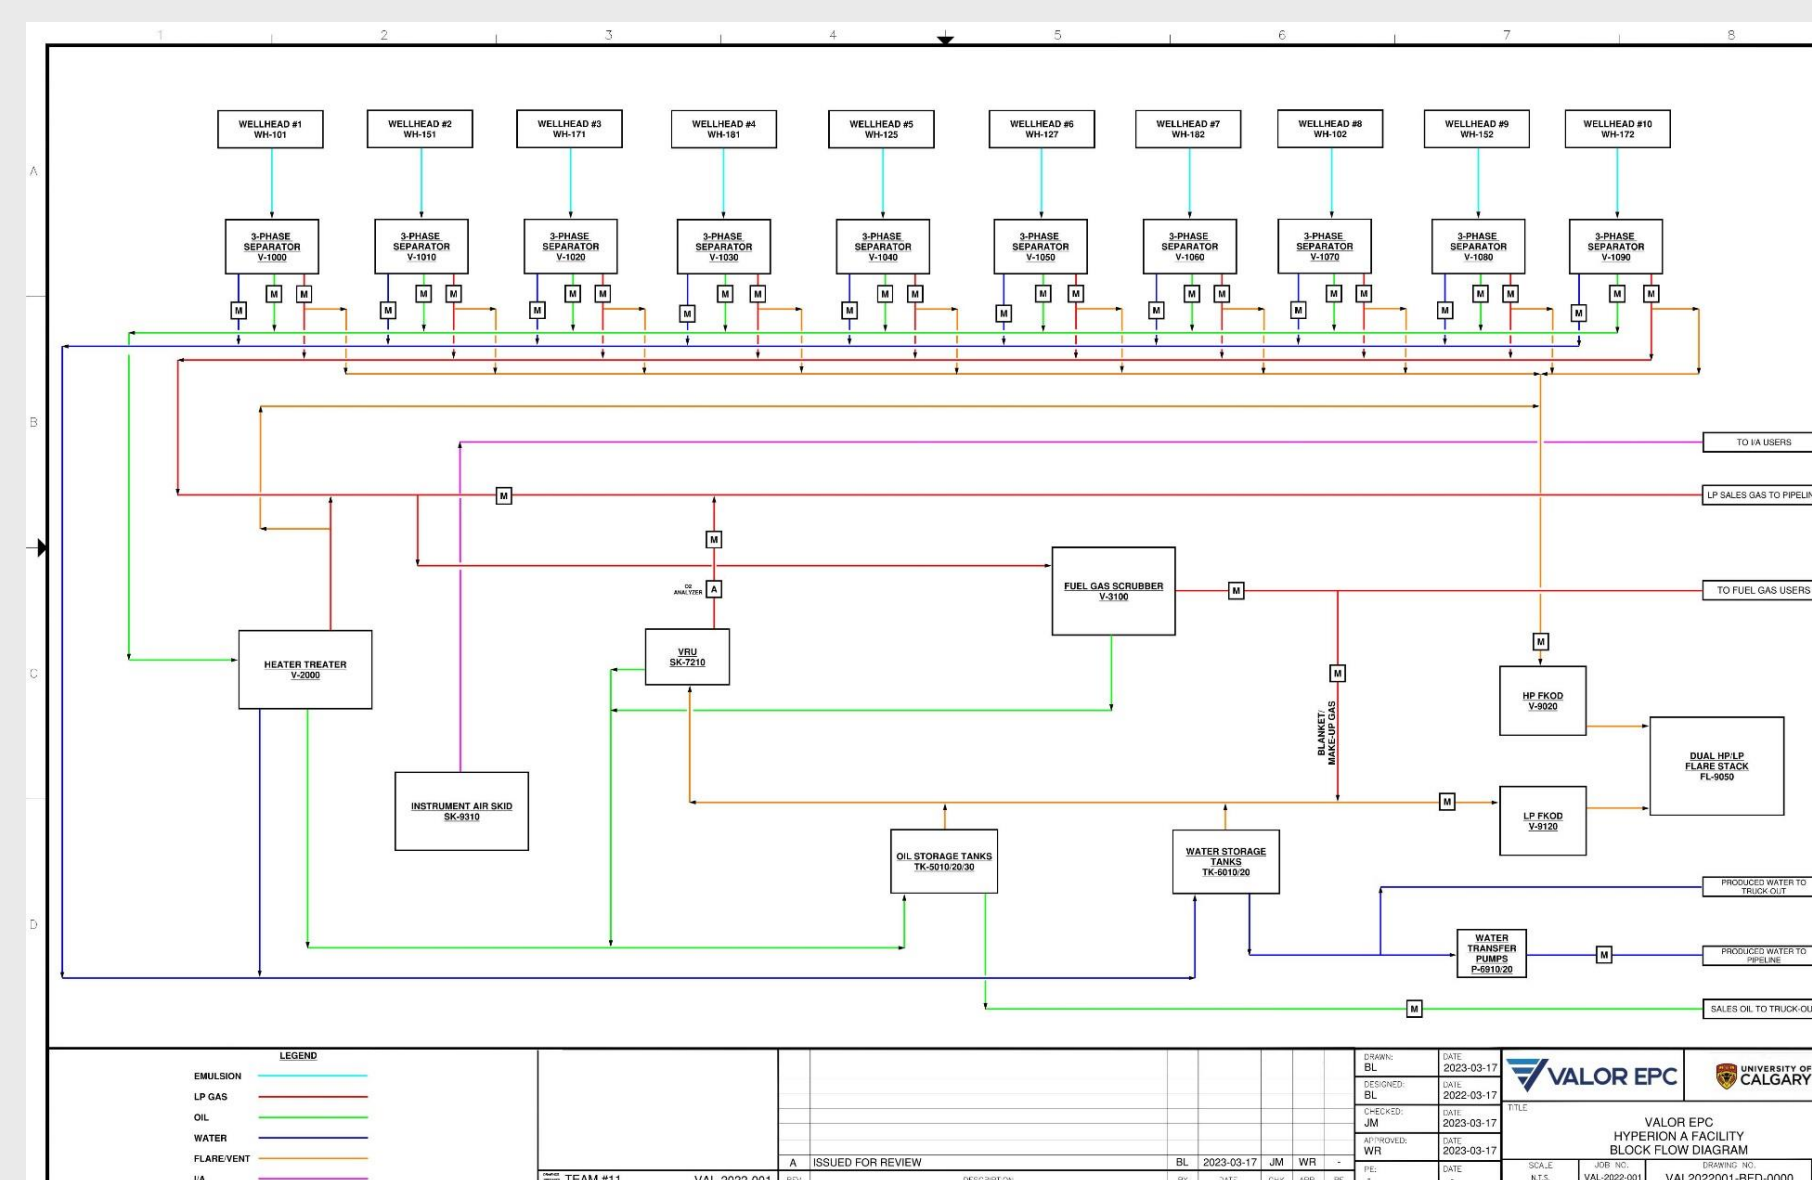 1 2 3 4 5 6 7 8
WELLHEAD #1
WH-101
WELLHEAD #2
WH-151
WELLHEAD #3
WH-171
WELLHEAD #4
WH-181
WELLHEAD #5
WH-125
WELLHEAD #6
WH-127
WELLHEAD #7
WH-182
WELLHEAD #8
WH-102
WELLHEAD #9
WH-152
WELLHEAD #10
WH-172
A
3-PHASE
SEPARATOR
V-1000
3-PHASE
SEPARATOR
V-1010
3-PHASE
SEPARATOR
V-1020
3-PHASE
SEPARATOR
V-1030
3-PHASE
SEPARATOR
V-1040
3-PHASE
SEPARATOR
V-1050
3-PHASE
SEPARATOR
V-1060
3-PHASE
SEPARATOR
V-1070
3-PHASE
SEPARATOR
V-1080
3-PHASE
SEPARATOR
V-1090
M M M M M M M M M M M M M M M M M M M M
M M M M M M M M M M
B
TO I/A USERS
M
LP SALES GAS TO PIPELIN
M
O2
ANALYZER
A
FUEL GAS SCRUBBER
V-3100
M
TO FUEL GAS USERS
M
HEATER TREATER
V-2000
VRU
SK-7210
C
M
HP FKOD
V-9020
BLANKET/
MAKE-UP GAS
DUAL HP/LP
FLARE STACK
FL-9050
INSTRUMENT AIR SKID
SK-9310
M
LP FKOD
V-9120
OIL STORAGE TANKS
TK-5010/20/30
WATER STORAGE
TANKS
TK-6010/20
PRODUCED WATER TO
TRUCK-OUT
D
WATER
TRANSFER
PUMPS
P-6910/20
M
PRODUCED WATER TO
PIPELINE
M
SALES OIL TO TRUCK-OU
LEGEND
EMULSION
LP GAS
OIL
WATER
FLARE/VENT
I/A
A ISSUED FOR REVIEW BL 2023-03-17 JM WR -
TEAM #11 VAL-2022-001
REV DESCRIPTION BY DATE CHK APP PE
DRAWN:
BL
DATE
2023-03-17
DESIGNED:
BL
DATE
2022-03-17
CHECKED:
JM
DATE
2023-03-17
APPROVED:
WR
DATE
2023-03-17
PE:
DATE
VALOR EPC
UNIVERSITY OF
CALGARY
TITLE
VALOR EPC
HYPERION A FACILITY
BLOCK FLOW DIAGRAM
SCALE
N.T.S.
JOB NO.
VAL-2022-001
DRAWING NO.
VAL2022001-BFD-0000